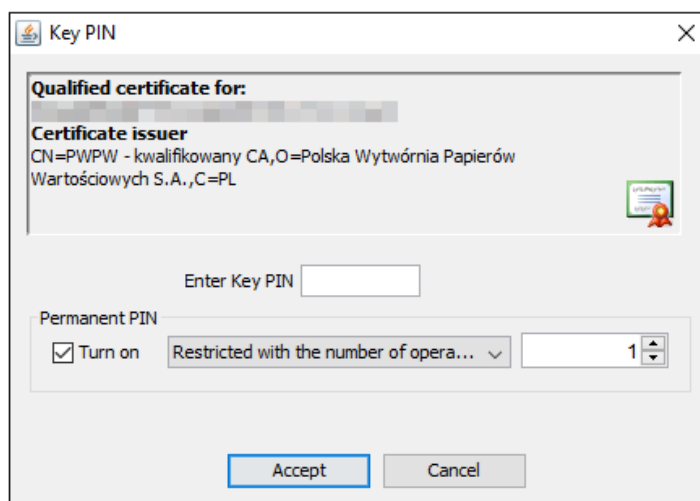 Key PIN
Qualified certificate for:
Certificate issuer
CN=PWPW - kwalifikowany CA,O=Polska Wytwórnia Papierów
Wartościowych S.A.,C=PL
Enter Key PIN
Permanent PIN
Turn on Restricted with the number of opera... 1
Accept Cancel